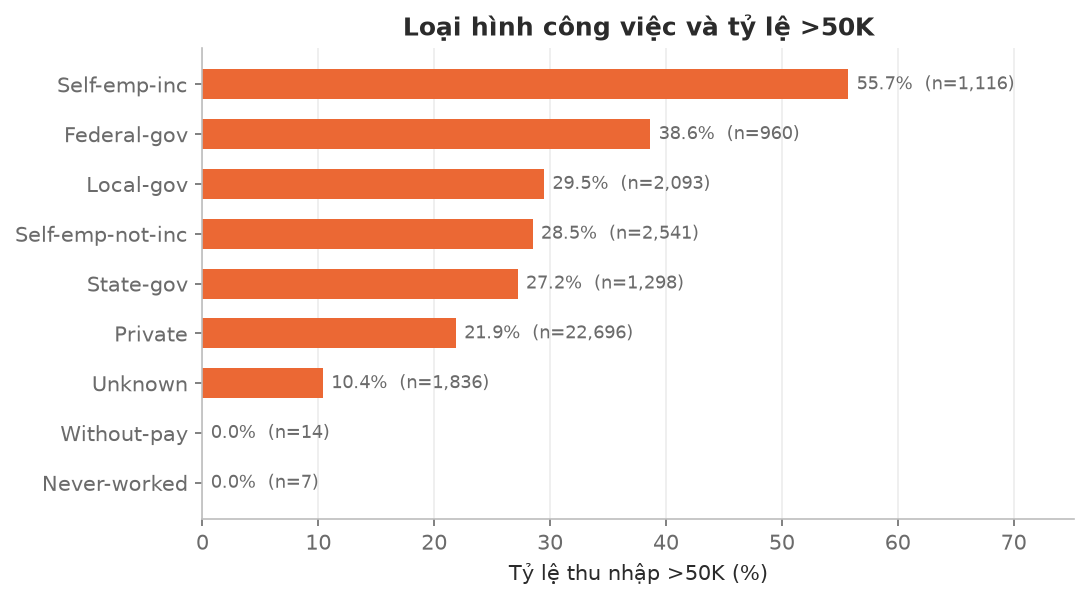 Loại hình công việc và tỷ lệ >50K
Self-emp-inc 55.7% (n=1,116)
Federal-gov 38.6% (n=960)
Local-gov 29.5% (n=2,093)
Self-emp-not-inc 28.5% (n=2,541)
State-gov 27.2% (n=1,298)
Private 21.9% (n=22,696)
Unknown 10.4% (n=1,836)
Without-pay 0.0% (n=14)
Never-worked 0.0% (n=7)
0 10 20 30 40 50 60 70
Tỷ lệ thu nhập >50K (%)